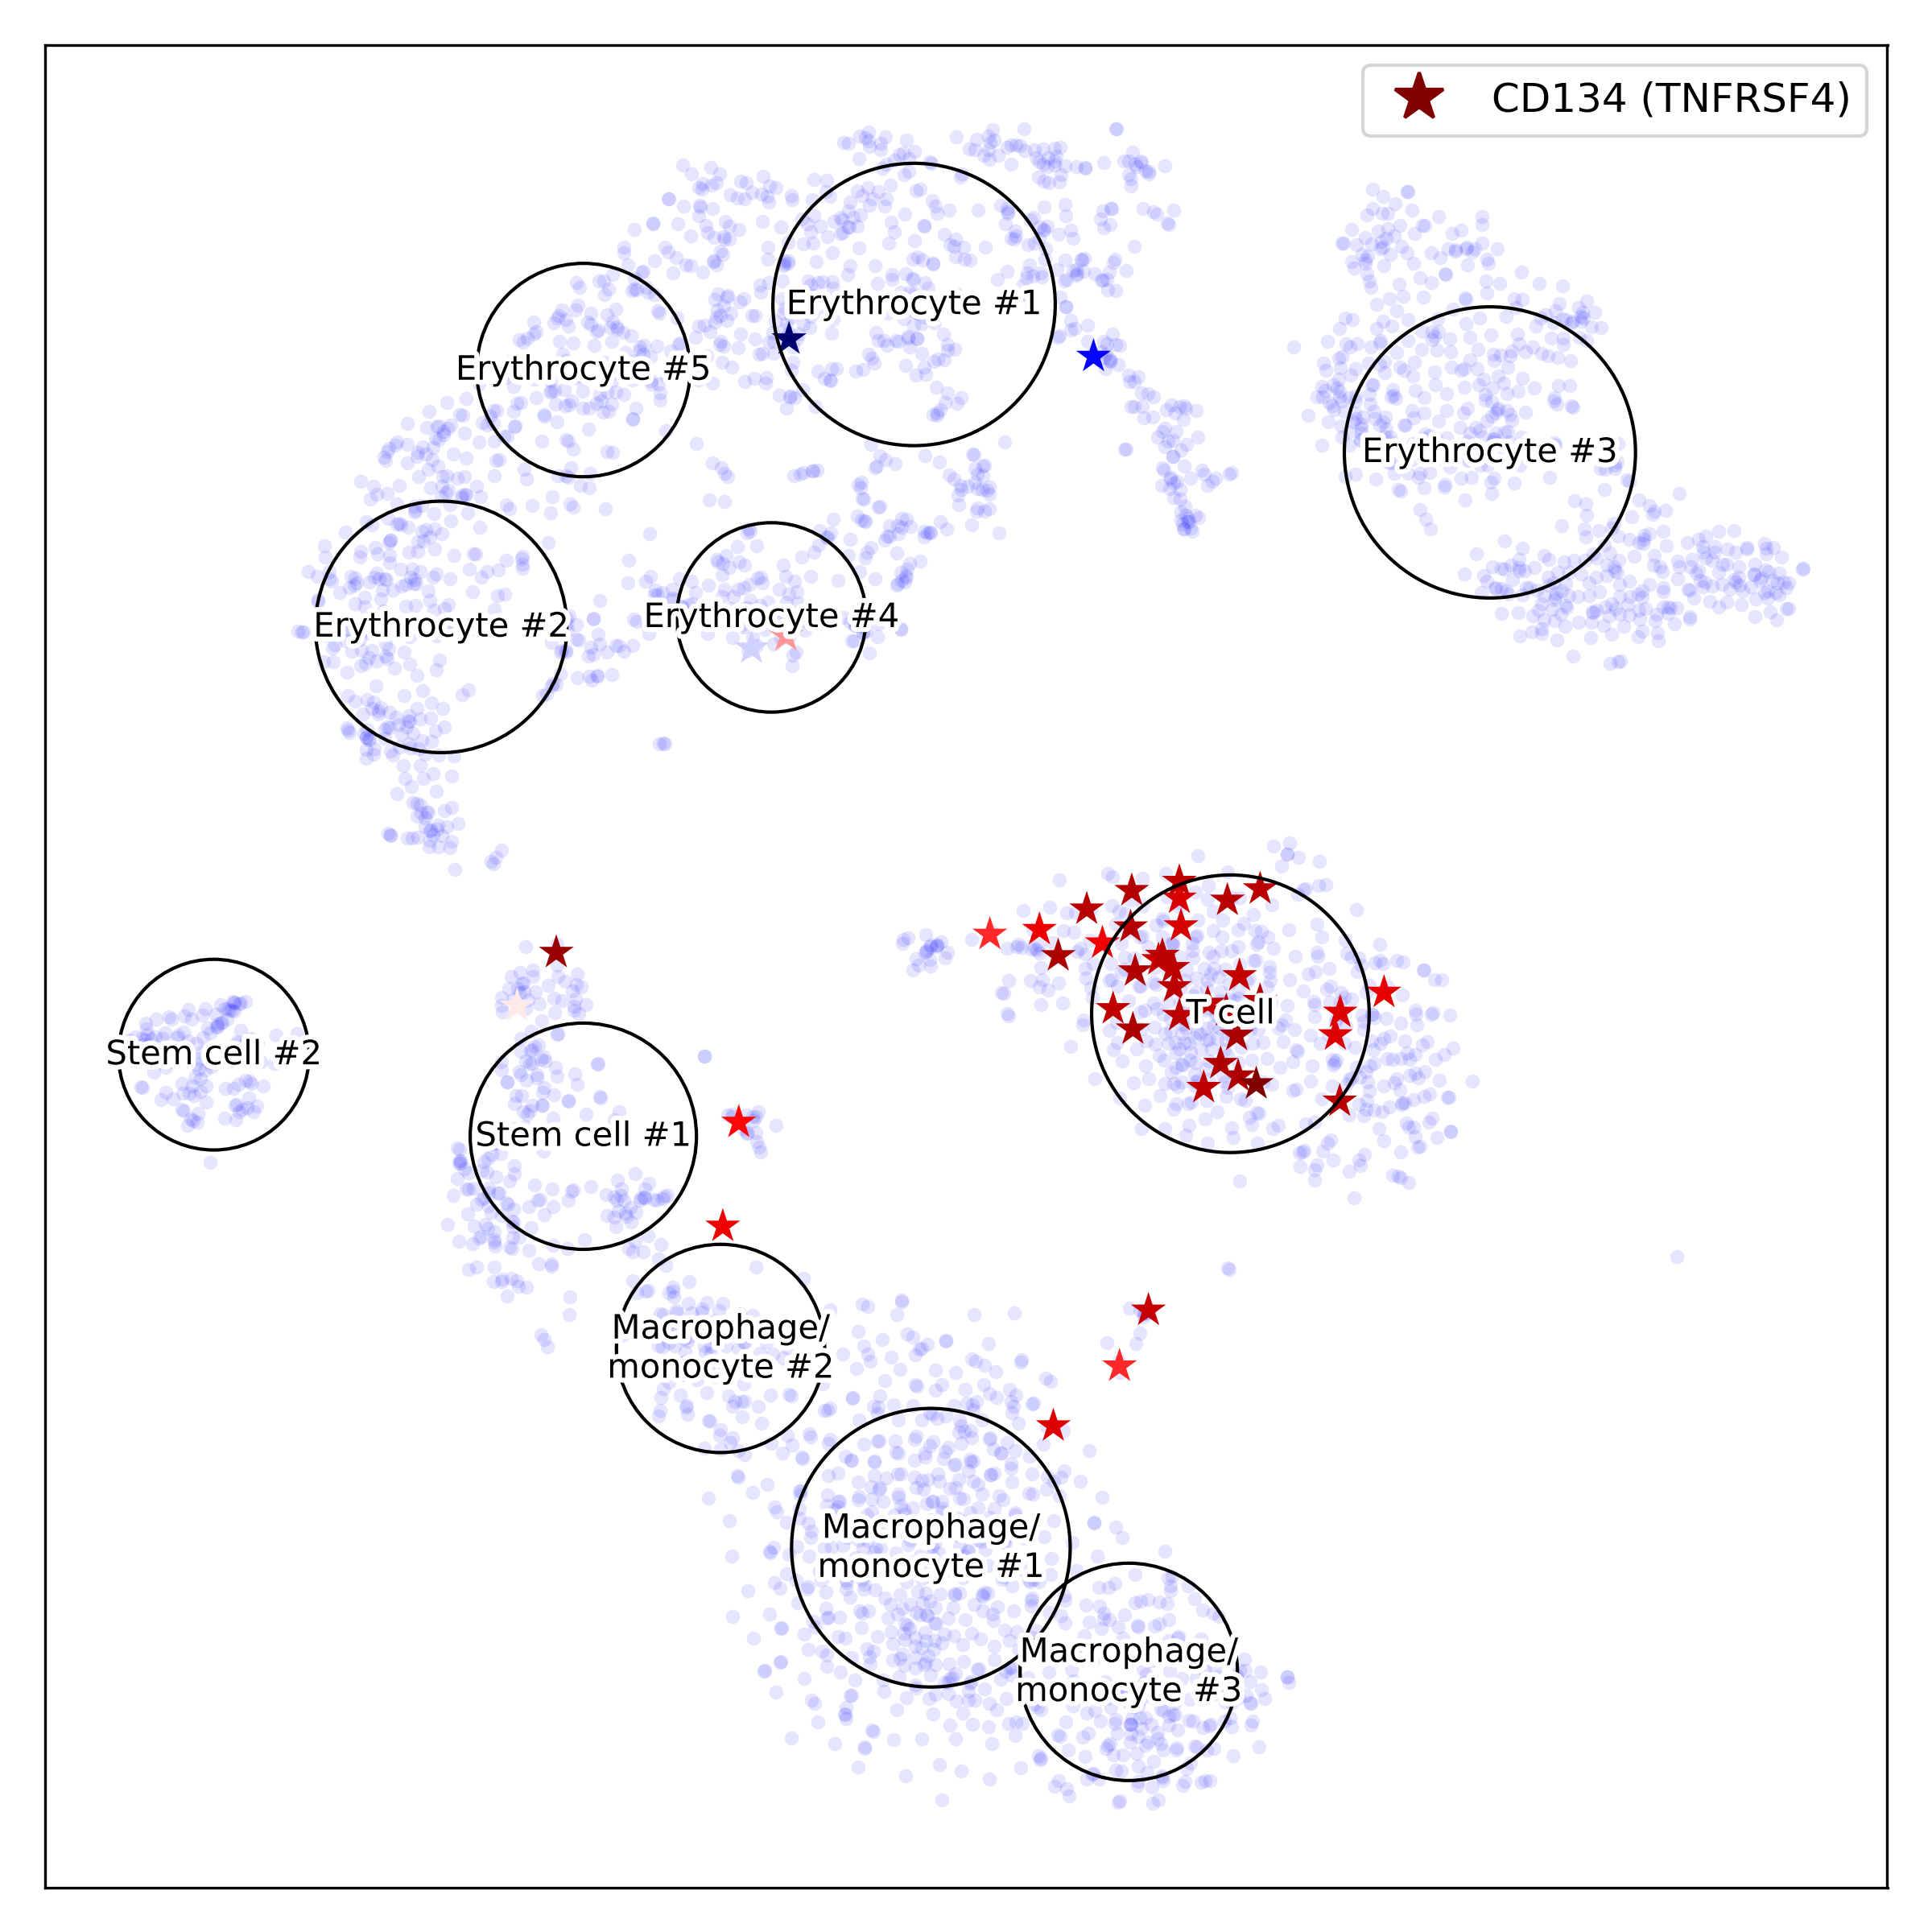 CD134 (TNFRSF4)
Erythrocyte #1
Erythrocyte #5
Erythrocyte #3
Erythrocyte #4
Erythrocyte #2
T cell
Stem cell #2
Stem cell #1
Macrophage/
monocyte #2
Macrophage/
monocyte #1
Macrophage/
monocyte #3